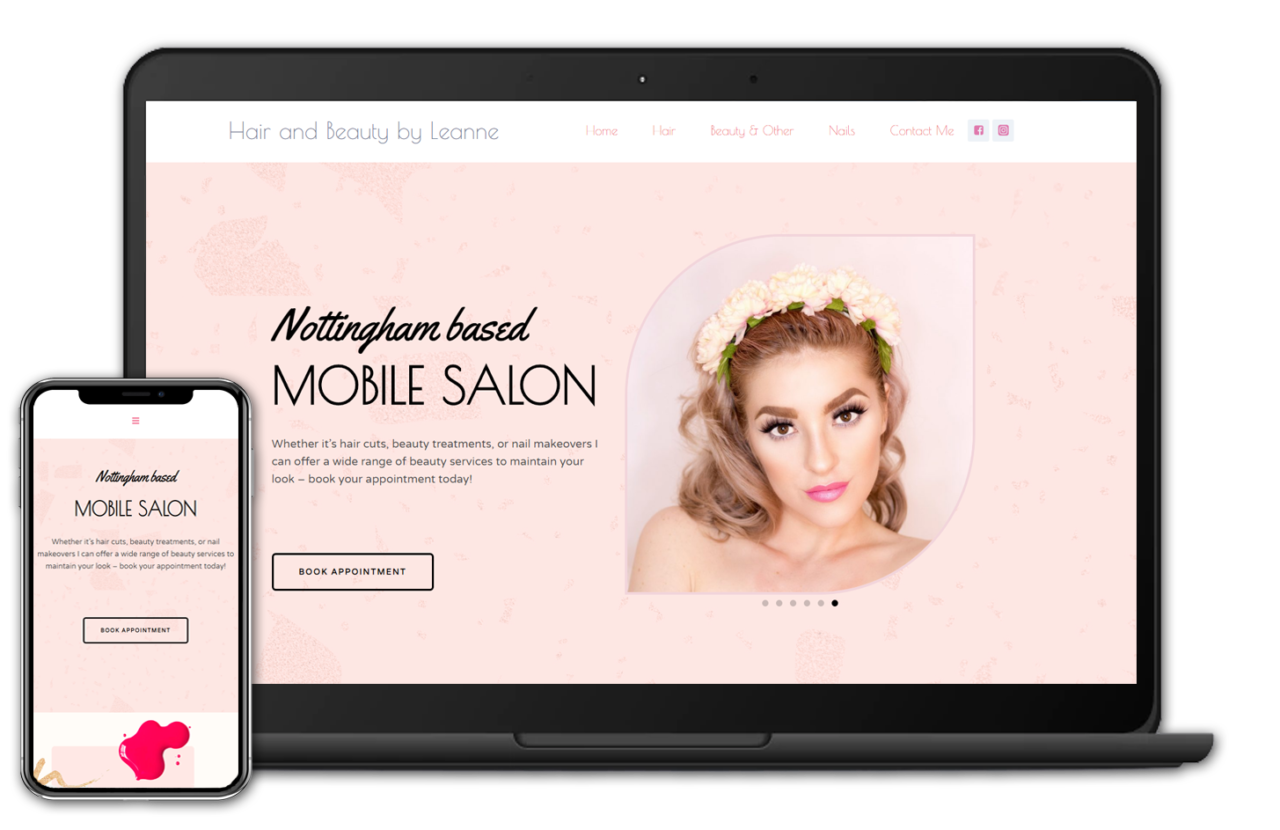 Hair and Beauty by Leanne
Home Hair Beauty & Other Nails Contact Me
Nottingham based
MOBILE SALON
Whether it's hair cuts, beauty treatments, or nail makeovers I
can offer a wide range of beauty services to maintain your
look – book your appointment today!
BOOK APPOINTMENT
Nottingham based
MOBILE SALON
Whether it's hair cuts, beauty treatments, or nail
makeovers I can offer a wide range of beauty services to
maintain your look – book your appointment today!
BOOK APPOINTMENT